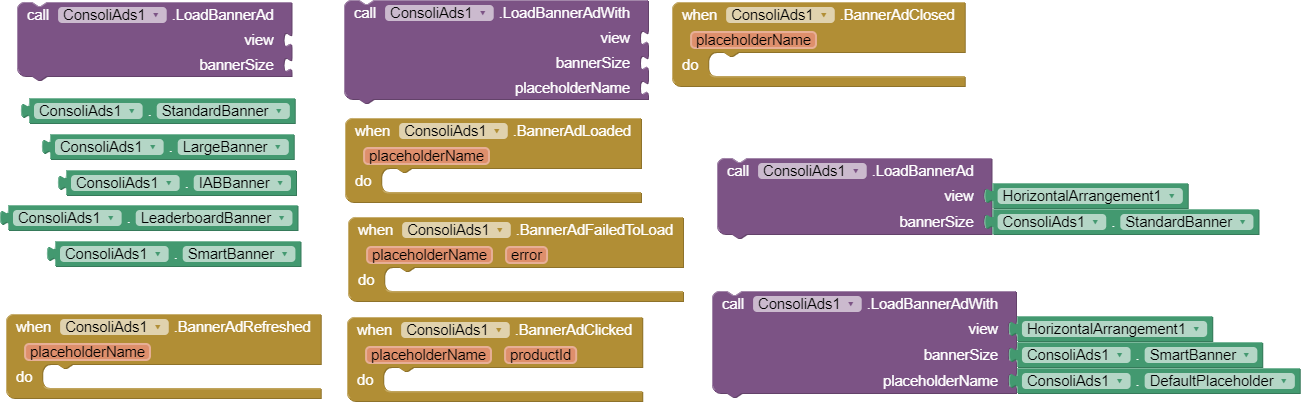 call ConsoliAds1 .LoadBannerAd
view
bannerSize
ConsoliAds1 . StandardBanner
ConsoliAds1 . LargeBanner
ConsoliAds1 . IABBanner
ConsoliAds1 . LeaderboardBanner
ConsoliAds1 . SmartBanner
when ConsoliAds1 .BannerAdRefreshed
placeholderName
do
call ConsoliAds1 .LoadBannerAdWith
view
bannerSize
placeholderName
when ConsoliAds1 .BannerAdLoaded
placeholderName
do
when ConsoliAds1 .BannerAdFailedToLoad
placeholderName error
do
when ConsoliAds1 .BannerAdClicked
placeholderName productId
do
when ConsoliAds1 .BannerAdClosed
placeholderName
do
call ConsoliAds1 .LoadBannerAd
view HorizontalArrangement1
bannerSize ConsoliAds1 . StandardBanner
call ConsoliAds1 .LoadBannerAdWith
view HorizontalArrangement1
bannerSize ConsoliAds1 . SmartBanner
placeholderName ConsoliAds1 . DefaultPlaceholder